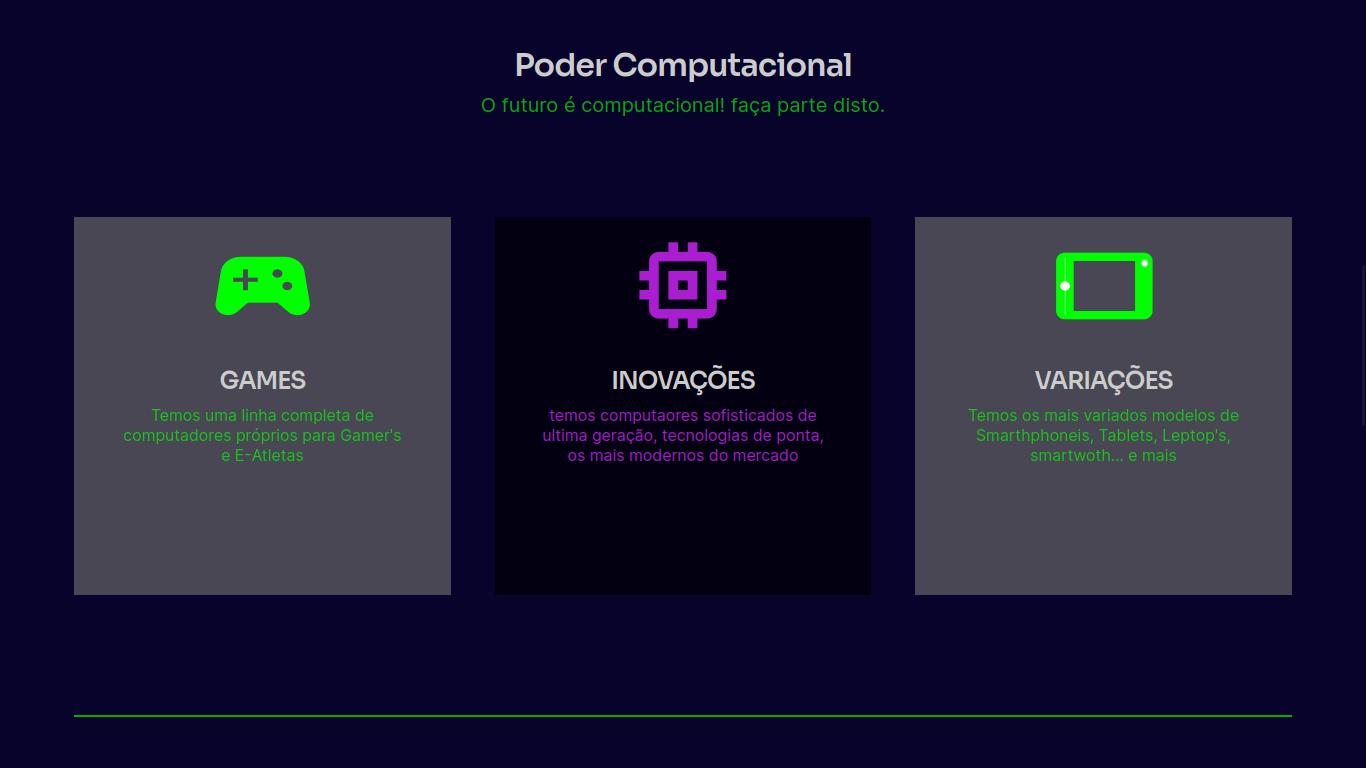 Poder Computacional
O futuro é computacional! faça parte disto.
GAMES
Temos uma linha completa de
computadores próprios para Gamer's
e E-Atletas
INOVAÇÕES
temos computaores sofisticados de
ultima geração, tecnologias de ponta,
os mais modernos do mercado
VARIAÇÕES
Temos os mais variados modelos de
Smarthphoneis, Tablets, Leptop's,
smartwoth... e mais